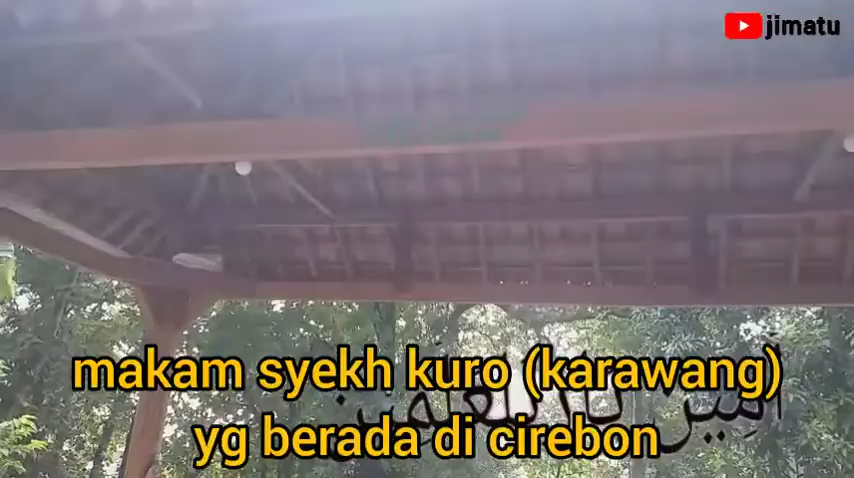 jimatu
makam syekh kuro (karawang)
yg berada di cirebon